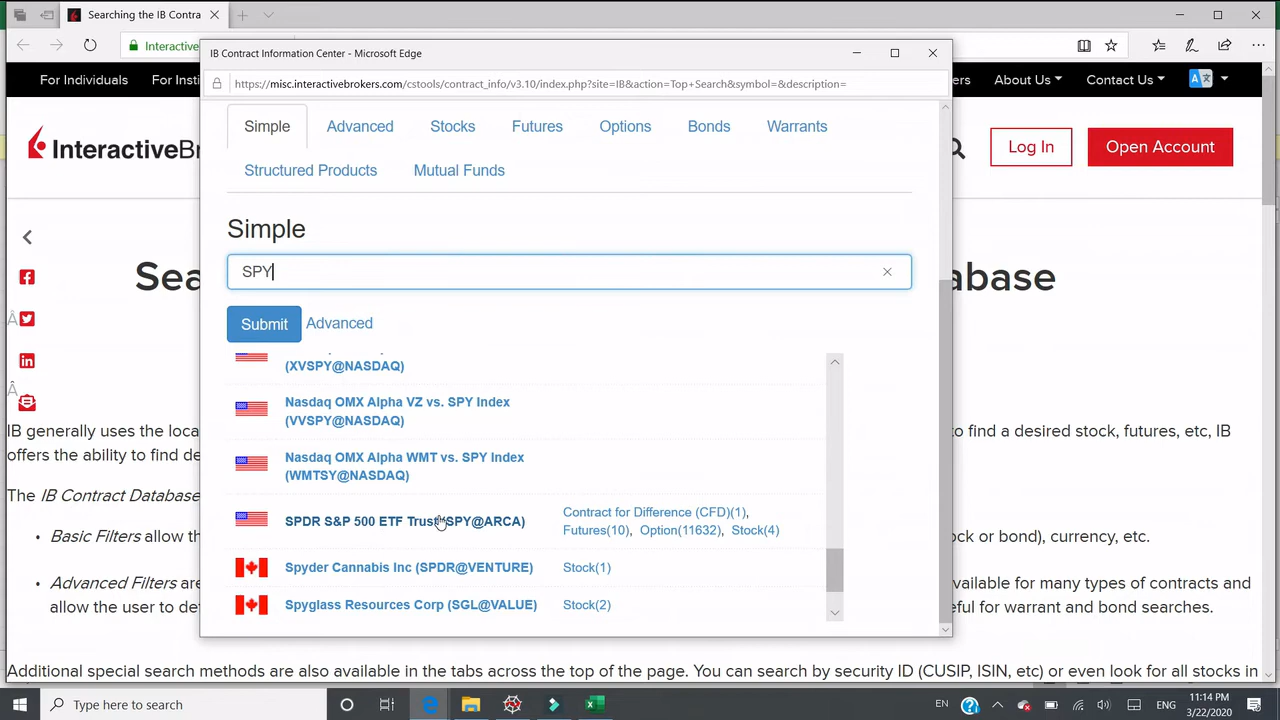 Searching the IB Contra
Interactive
IB Contract Information Center - Microsoft Edge
https://misc.interactivebrokers.com/cstools/contract_info/v3.10/index.php?site=IB&action=Top+Search&symbol=&description=
For Individuals
For Insti
ers
About Us
Contact Us
InteractiveBr
Log In
Open Account
Simple
Advanced
Stocks
Futures
Options
Bonds
Warrants
Structured Products
Mutual Funds
Simple
SPY
Submit
Advanced
Sea
abase
(XVSPY@NASDAQ)
Nasdaq OMX Alpha VZ vs. SPY Index
(VVSPY@NASDAQ)
Nasdaq OMX Alpha WMT vs. SPY Index
(WMTSY@NASDAQ)
SPDR S&P 500 ETF Trust (SPY@ARCA)
Contract for Difference (CFD)(1),
Futures(10), Option(11632), Stock(4)
Spyder Cannabis Inc (SPDR@VENTURE)
Stock(1)
Spyglass Resources Corp (SGL@VALUE)
Stock(2)
Â
Â
IB generally uses the loca
to find a desired stock, futures, etc, IB
offers the ability to find de
The IB Contract Database
• Basic Filters allow th
ock or bond), currency, etc.
• Advanced Filters are
available for many types of contracts and
allow the user to de
eful for warrant and bond searches.
Additional special search methods are also available in the tabs across the top of the page. You can search by security ID (CUSIP, ISIN, etc) or even look for all stocks in
Type here to search
EN
ENG
11:14 PM
3/22/2020